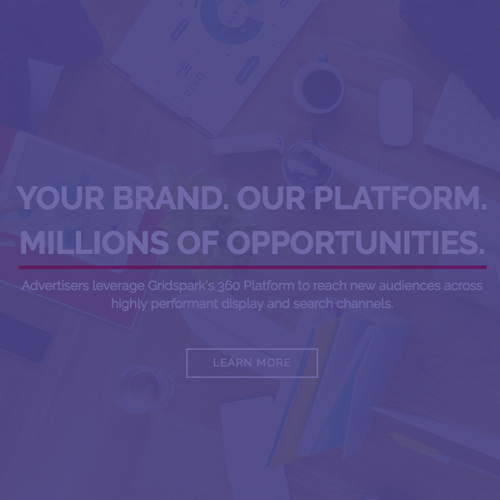 YOUR BRAND. OUR PLATFORM.
MILLIONS OF OPPORTUNITIES.
Advertisers leverage Gridspark's 360 Platform to reach new audiences across
highly performant display and search channels.
LEARN MORE